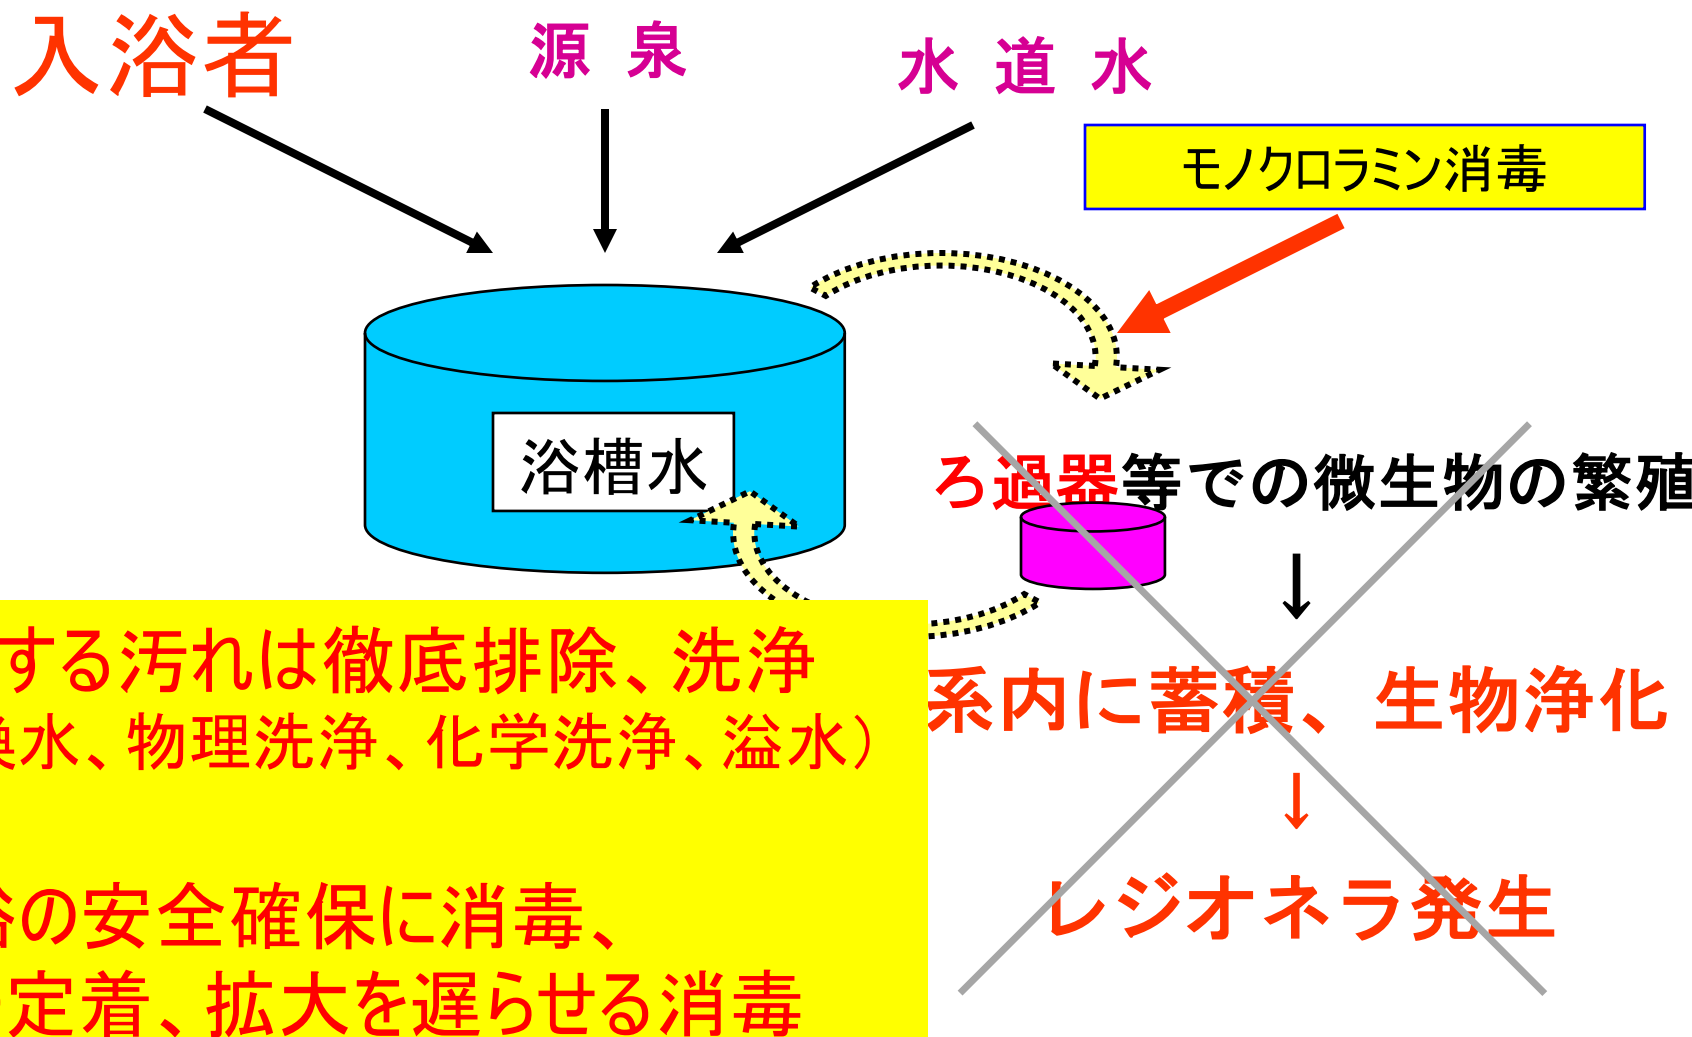 入浴者
源 泉
水 道 水
モノクロラミン消毒
浴槽水
ろ過器等での微生物の繁殖
↓
する汚れは徹底排除、洗浄
換水、物理洗浄、化学洗浄、溢水）
系内に蓄積、生物浄化
↓
レジオネラ発生
浴の安全確保に消毒、
定着、拡大を遅らせる消毒